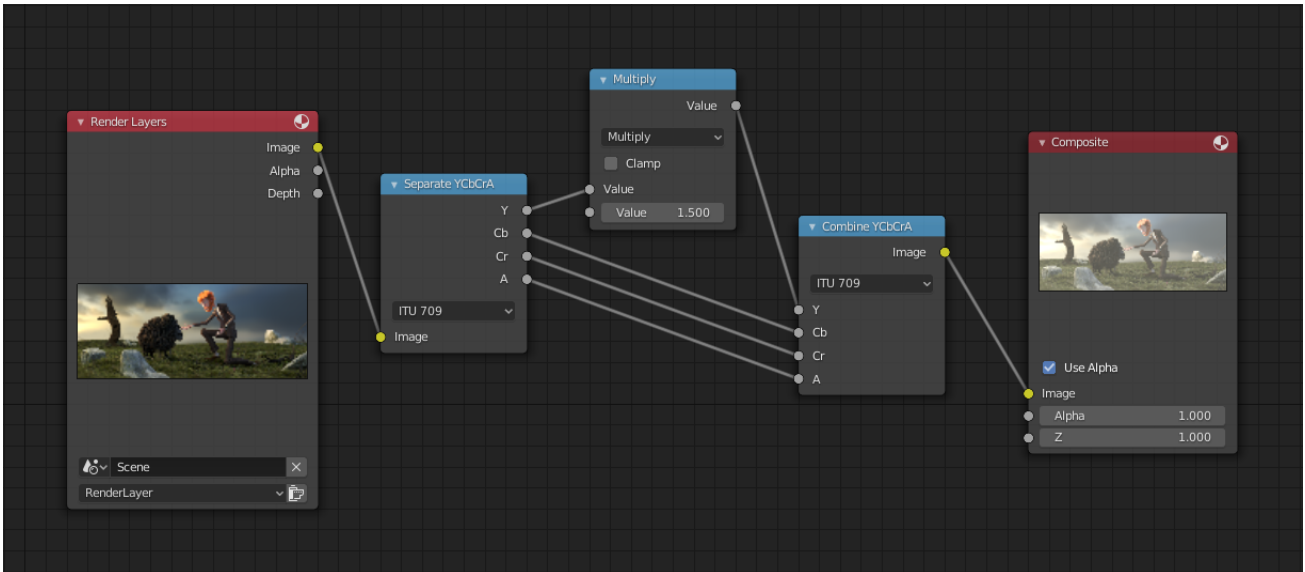 Render Layers
Image
Alpha
Depth
Scene
RenderLayer
Separate YCbCrA
Y
Cb
Cr
A
ITU 709
Image
Multiply
Value
Multiply
Clamp
Value
Value 1.500
Combine YCbCrA
Image
ITU 709
Y
Cb
Cr
A
Composite
Use Alpha
Image
Alpha 1.000
Z 1.000